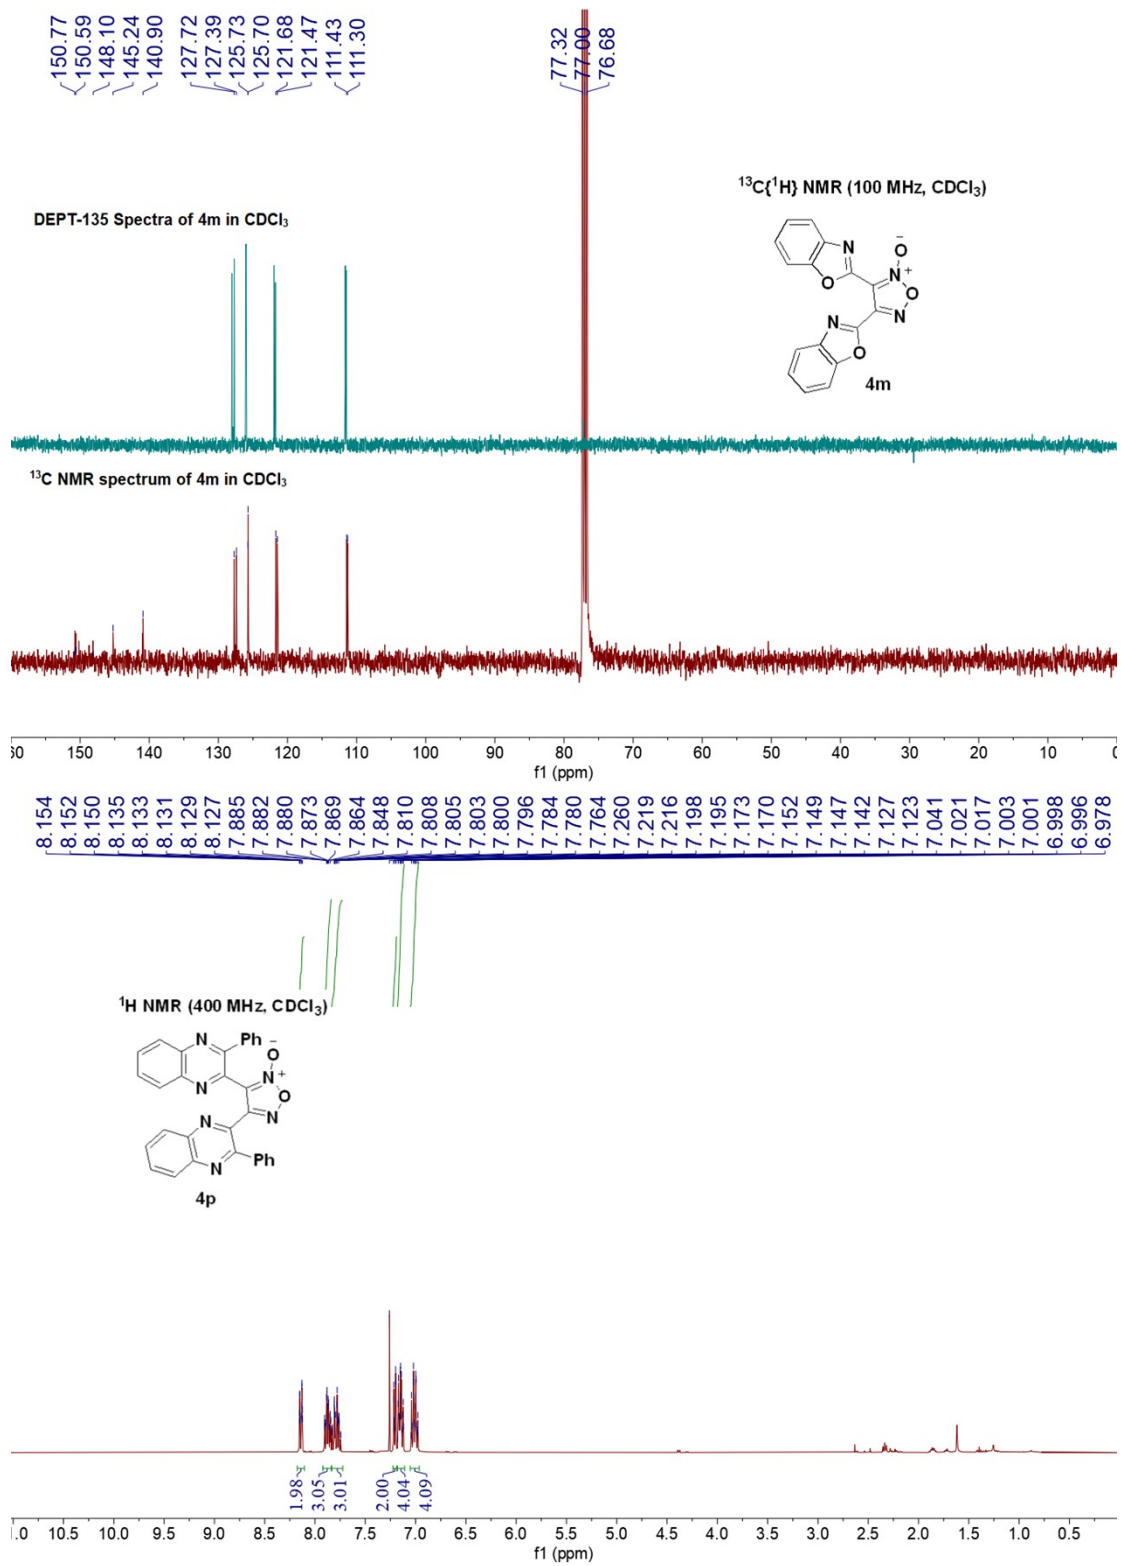 150.77
150.59
148.10
145.24
140.90
127.72
127.39
125.73
125.70
121.68
121.47
111.43
111.30
77.32
77.00
76.68
¹³C{¹H} NMR (100 MHz, CDCl₃)
DEPT-135 Spectra of 4m in CDCl₃
N
O
O⁻
N⁺
O
N
N
O
4m
¹³C NMR spectrum of 4m in CDCl₃
60 150 140 130 120 110 100 90 80 70 60 50 40 30 20 10 0
f1 (ppm)
8.154
8.152
8.150
8.135
8.133
8.131
8.129
8.127
7.885
7.882
7.880
7.873
7.869
7.864
7.848
7.810
7.808
7.805
7.803
7.800
7.796
7.784
7.780
7.764
7.260
7.219
7.216
7.198
7.195
7.173
7.170
7.152
7.149
7.147
7.142
7.127
7.123
7.041
7.021
7.017
7.003
7.001
6.998
6.996
6.978
¹H NMR (400 MHz, CDCl₃)
N
Ph
O⁻
N⁺
N
O
N
N
N
Ph
4p
1.98
3.05
3.01
2.00
4.04
4.09
1.0 10.5 10.0 9.5 9.0 8.5 8.0 7.5 7.0 6.5 6.0 5.5 5.0 4.5 4.0 3.5 3.0 2.5 2.0 1.5 1.0 0.5
f1 (ppm)